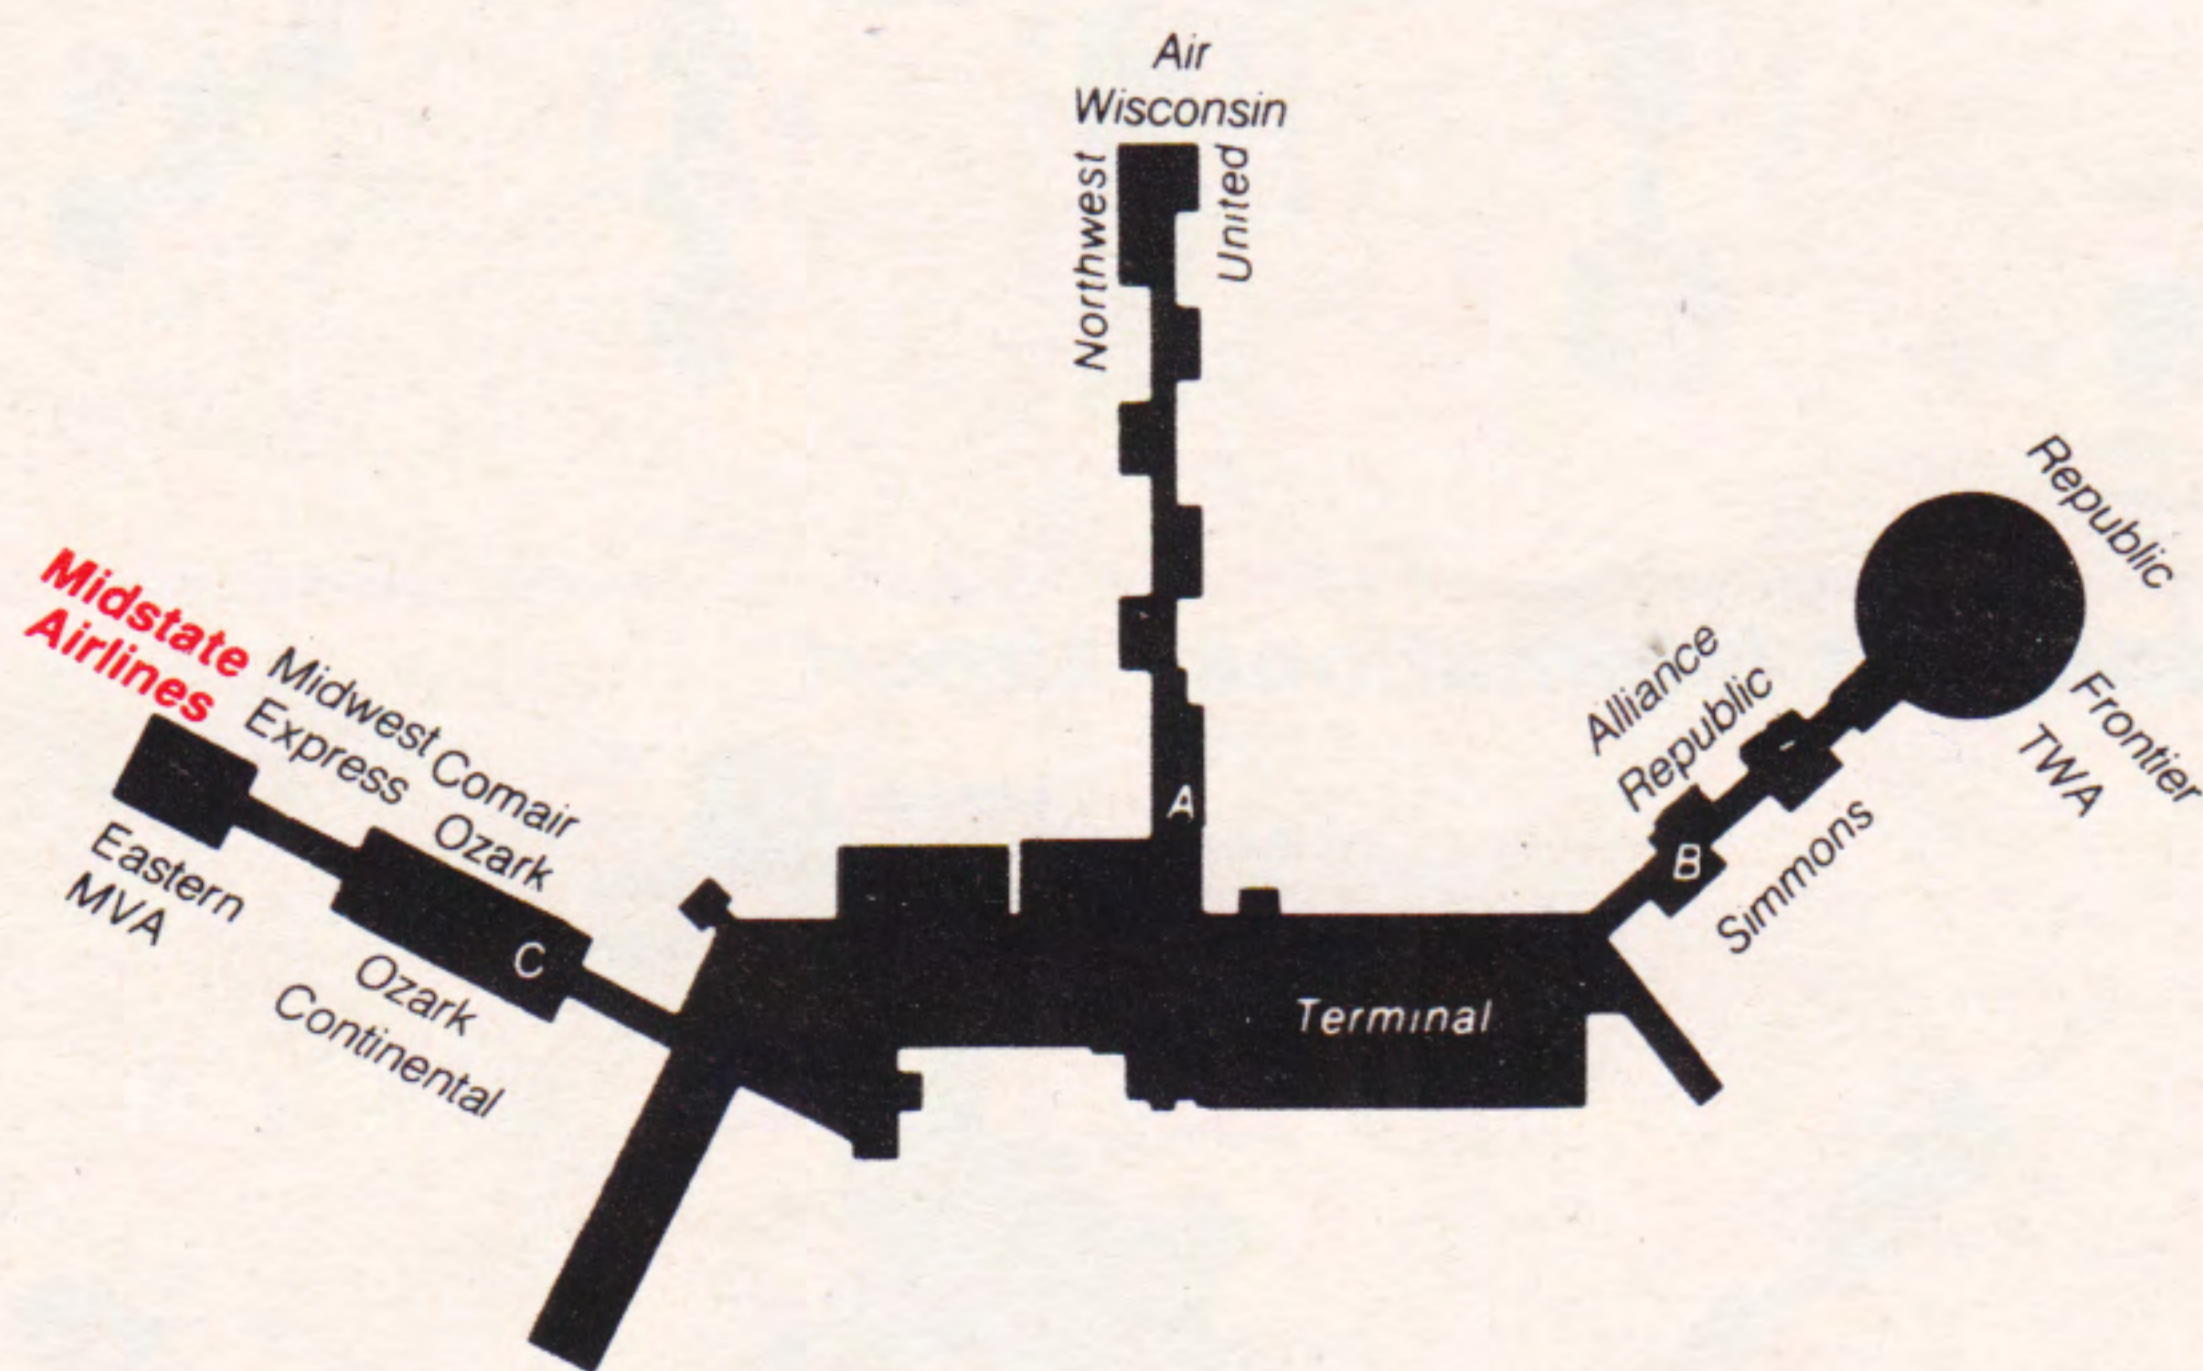 Air
Wisconsin
Northwest
United
A
Republic
Frontier
TWA
Alliance
Republic
Simmons
B
Midstate
Airlines
Midwest
Express
Comair
Ozark
Eastern
MVA
C
Ozark
Continental
Terminal